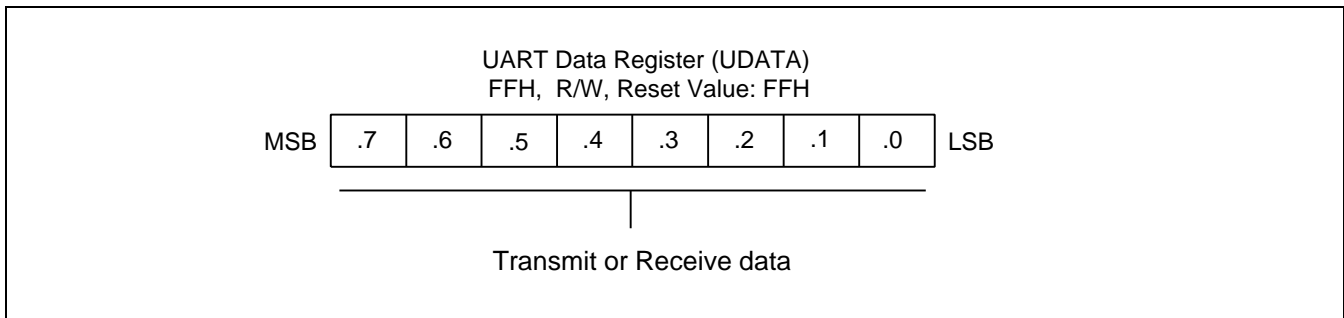 UART Data Register (UDATA)
FFH, R/W, Reset Value: FFH
MSB .7 .6 .5 .4 .3 .2 .1 .0 LSB
Transmit or Receive data